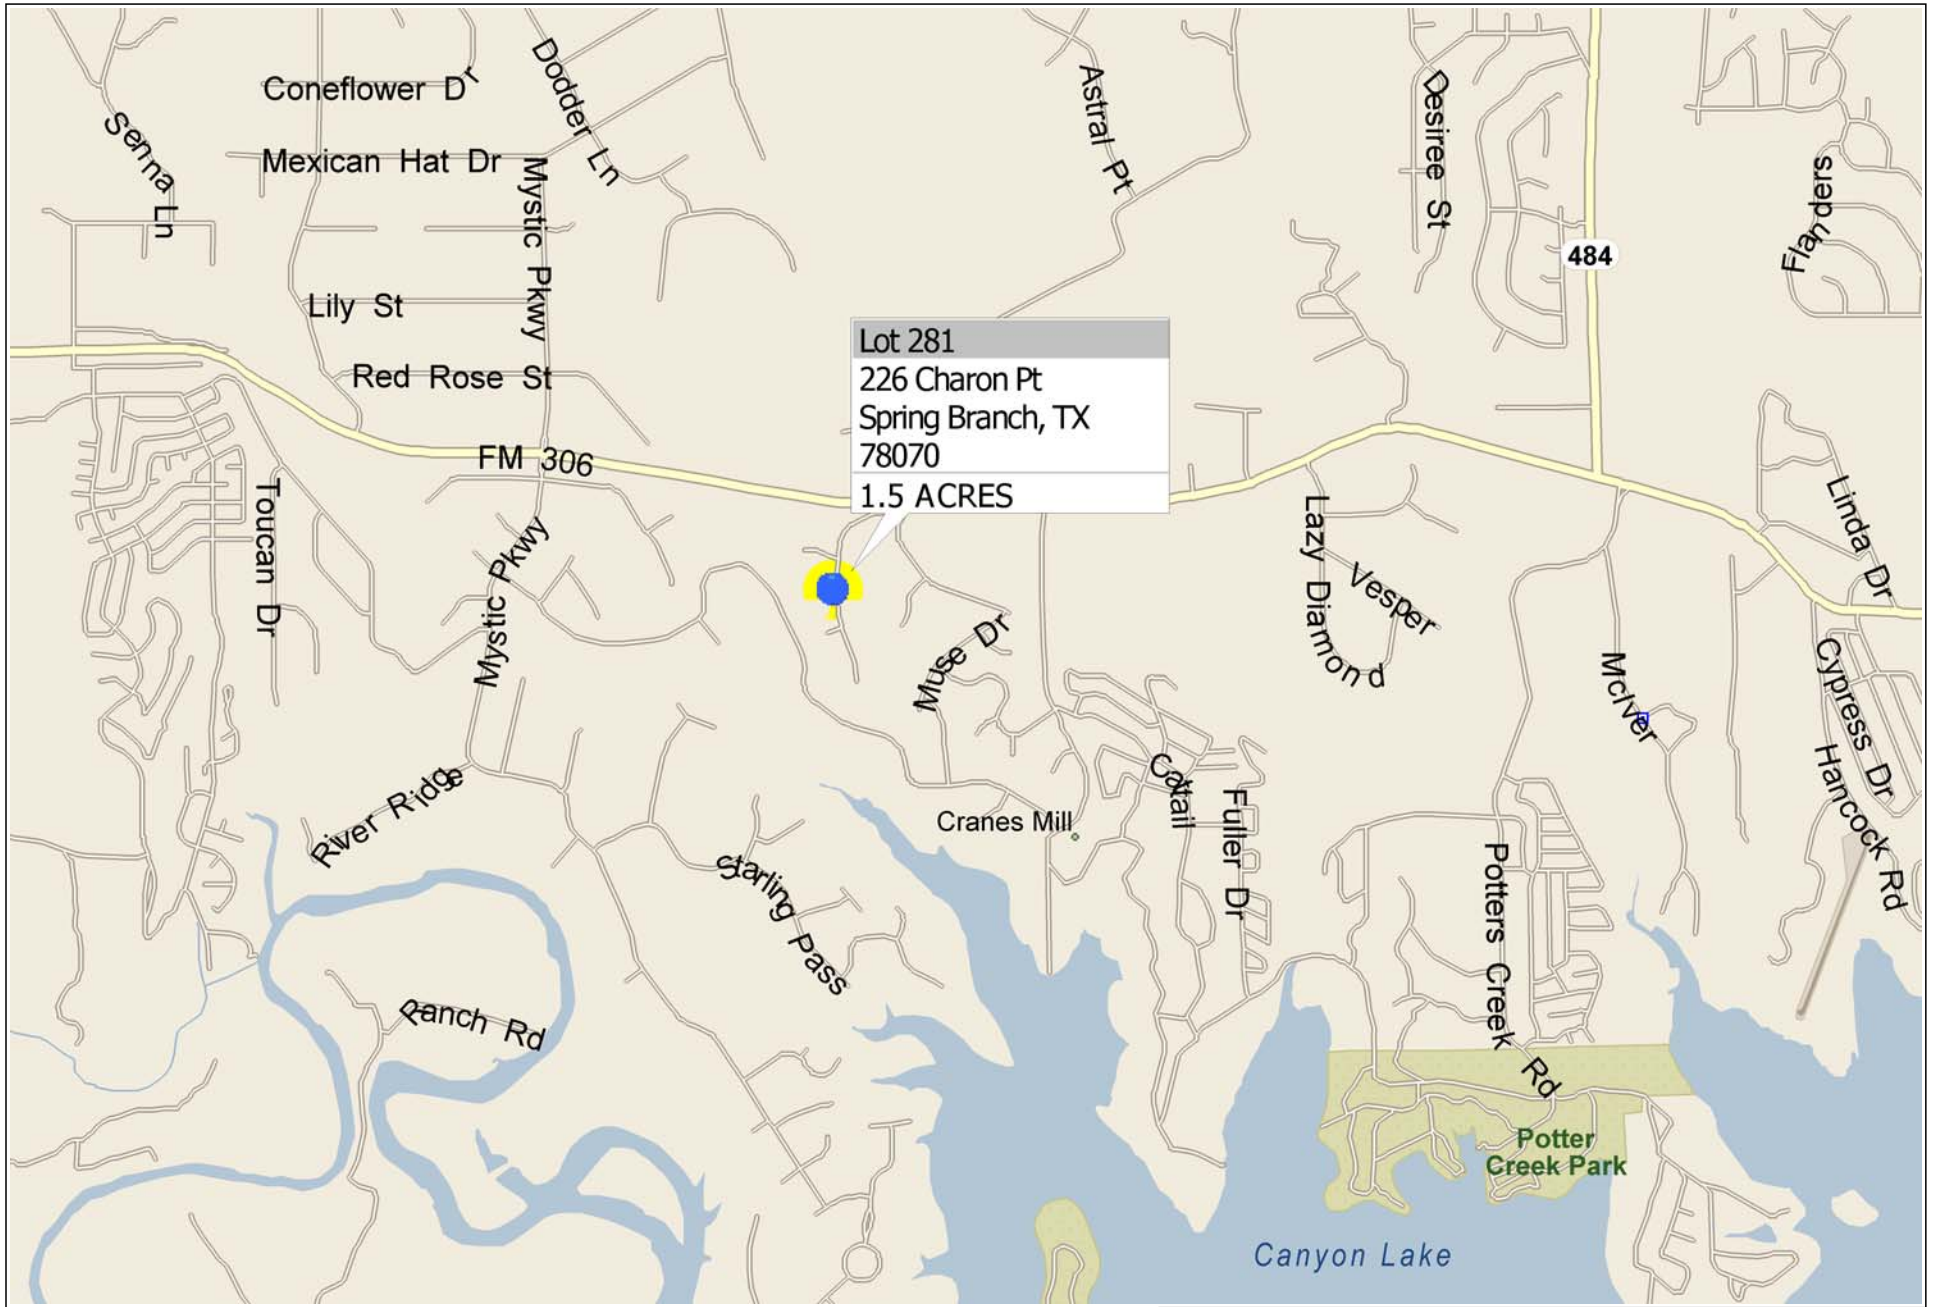 Coneflower Dr
Dodder Ln
Astral Pt
Desiree St
Senna Ln
Mexican Hat Dr
Mystic Pkwy
Flanders
484
Lily St
Lot 281
226 Charon Pt
Spring Branch, TX
78070
1.5 ACRES
Red Rose St
FM 306
Toucan Dr
Mystic Pkwy
Lazy Diamond
Vesper
Linda Dr
Muse Dr
McIver
Cypress Dr
Hancock Rd
River Ridge
Cranes Mill
Cattail
Fuller Dr
Starling Pass
Potters Creek Rd
Ranch Rd
Potter
Creek Park
Canyon Lake